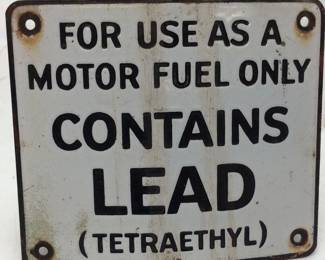 FOR USE AS A
MOTOR FUEL ONLY
CONTAINS
LEAD
(TETRAETHYL)